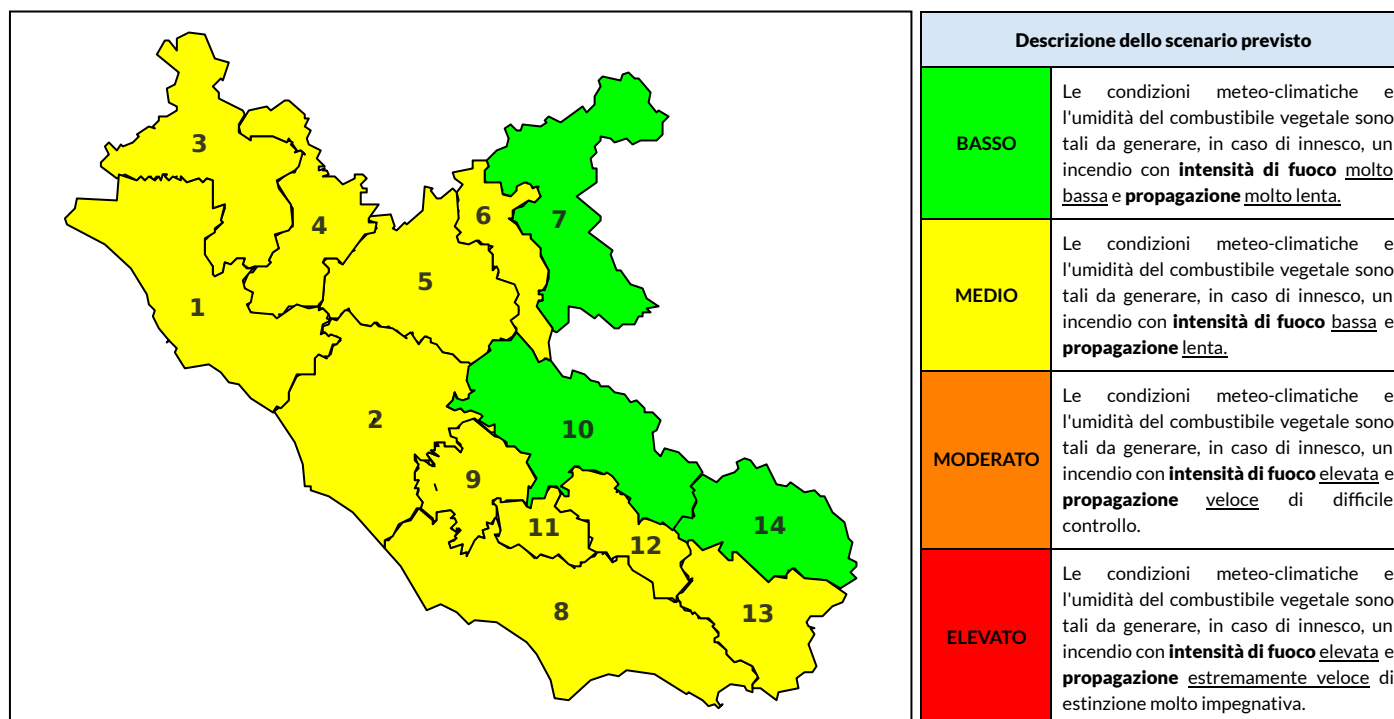 3
4
6
7
5
1
2
10
9
11
12
14
8
13
Descrizione dello scenario previsto
BASSO
Le condizioni meteo-climatiche e
l'umidità del combustibile vegetale sono
tali da generare, in caso di innesco, un
incendio con intensità di fuoco molto
bassa e propagazione molto lenta.
MEDIO
Le condizioni meteo-climatiche e
l'umidità del combustibile vegetale sono
tali da generare, in caso di innesco, un
incendio con intensità di fuoco bassa e
propagazione lenta.
MODERATO
Le condizioni meteo-climatiche e
l'umidità del combustibile vegetale sono
tali da generare, in caso di innesco, un
incendio con intensità di fuoco elevata e
propagazione veloce di difficile
controllo.
ELEVATO
Le condizioni meteo-climatiche e
l'umidità del combustibile vegetale sono
tali da generare, in caso di innesco, un
incendio con intensità di fuoco elevata e
propagazione estremamente veloce di
estinzione molto impegnativa.